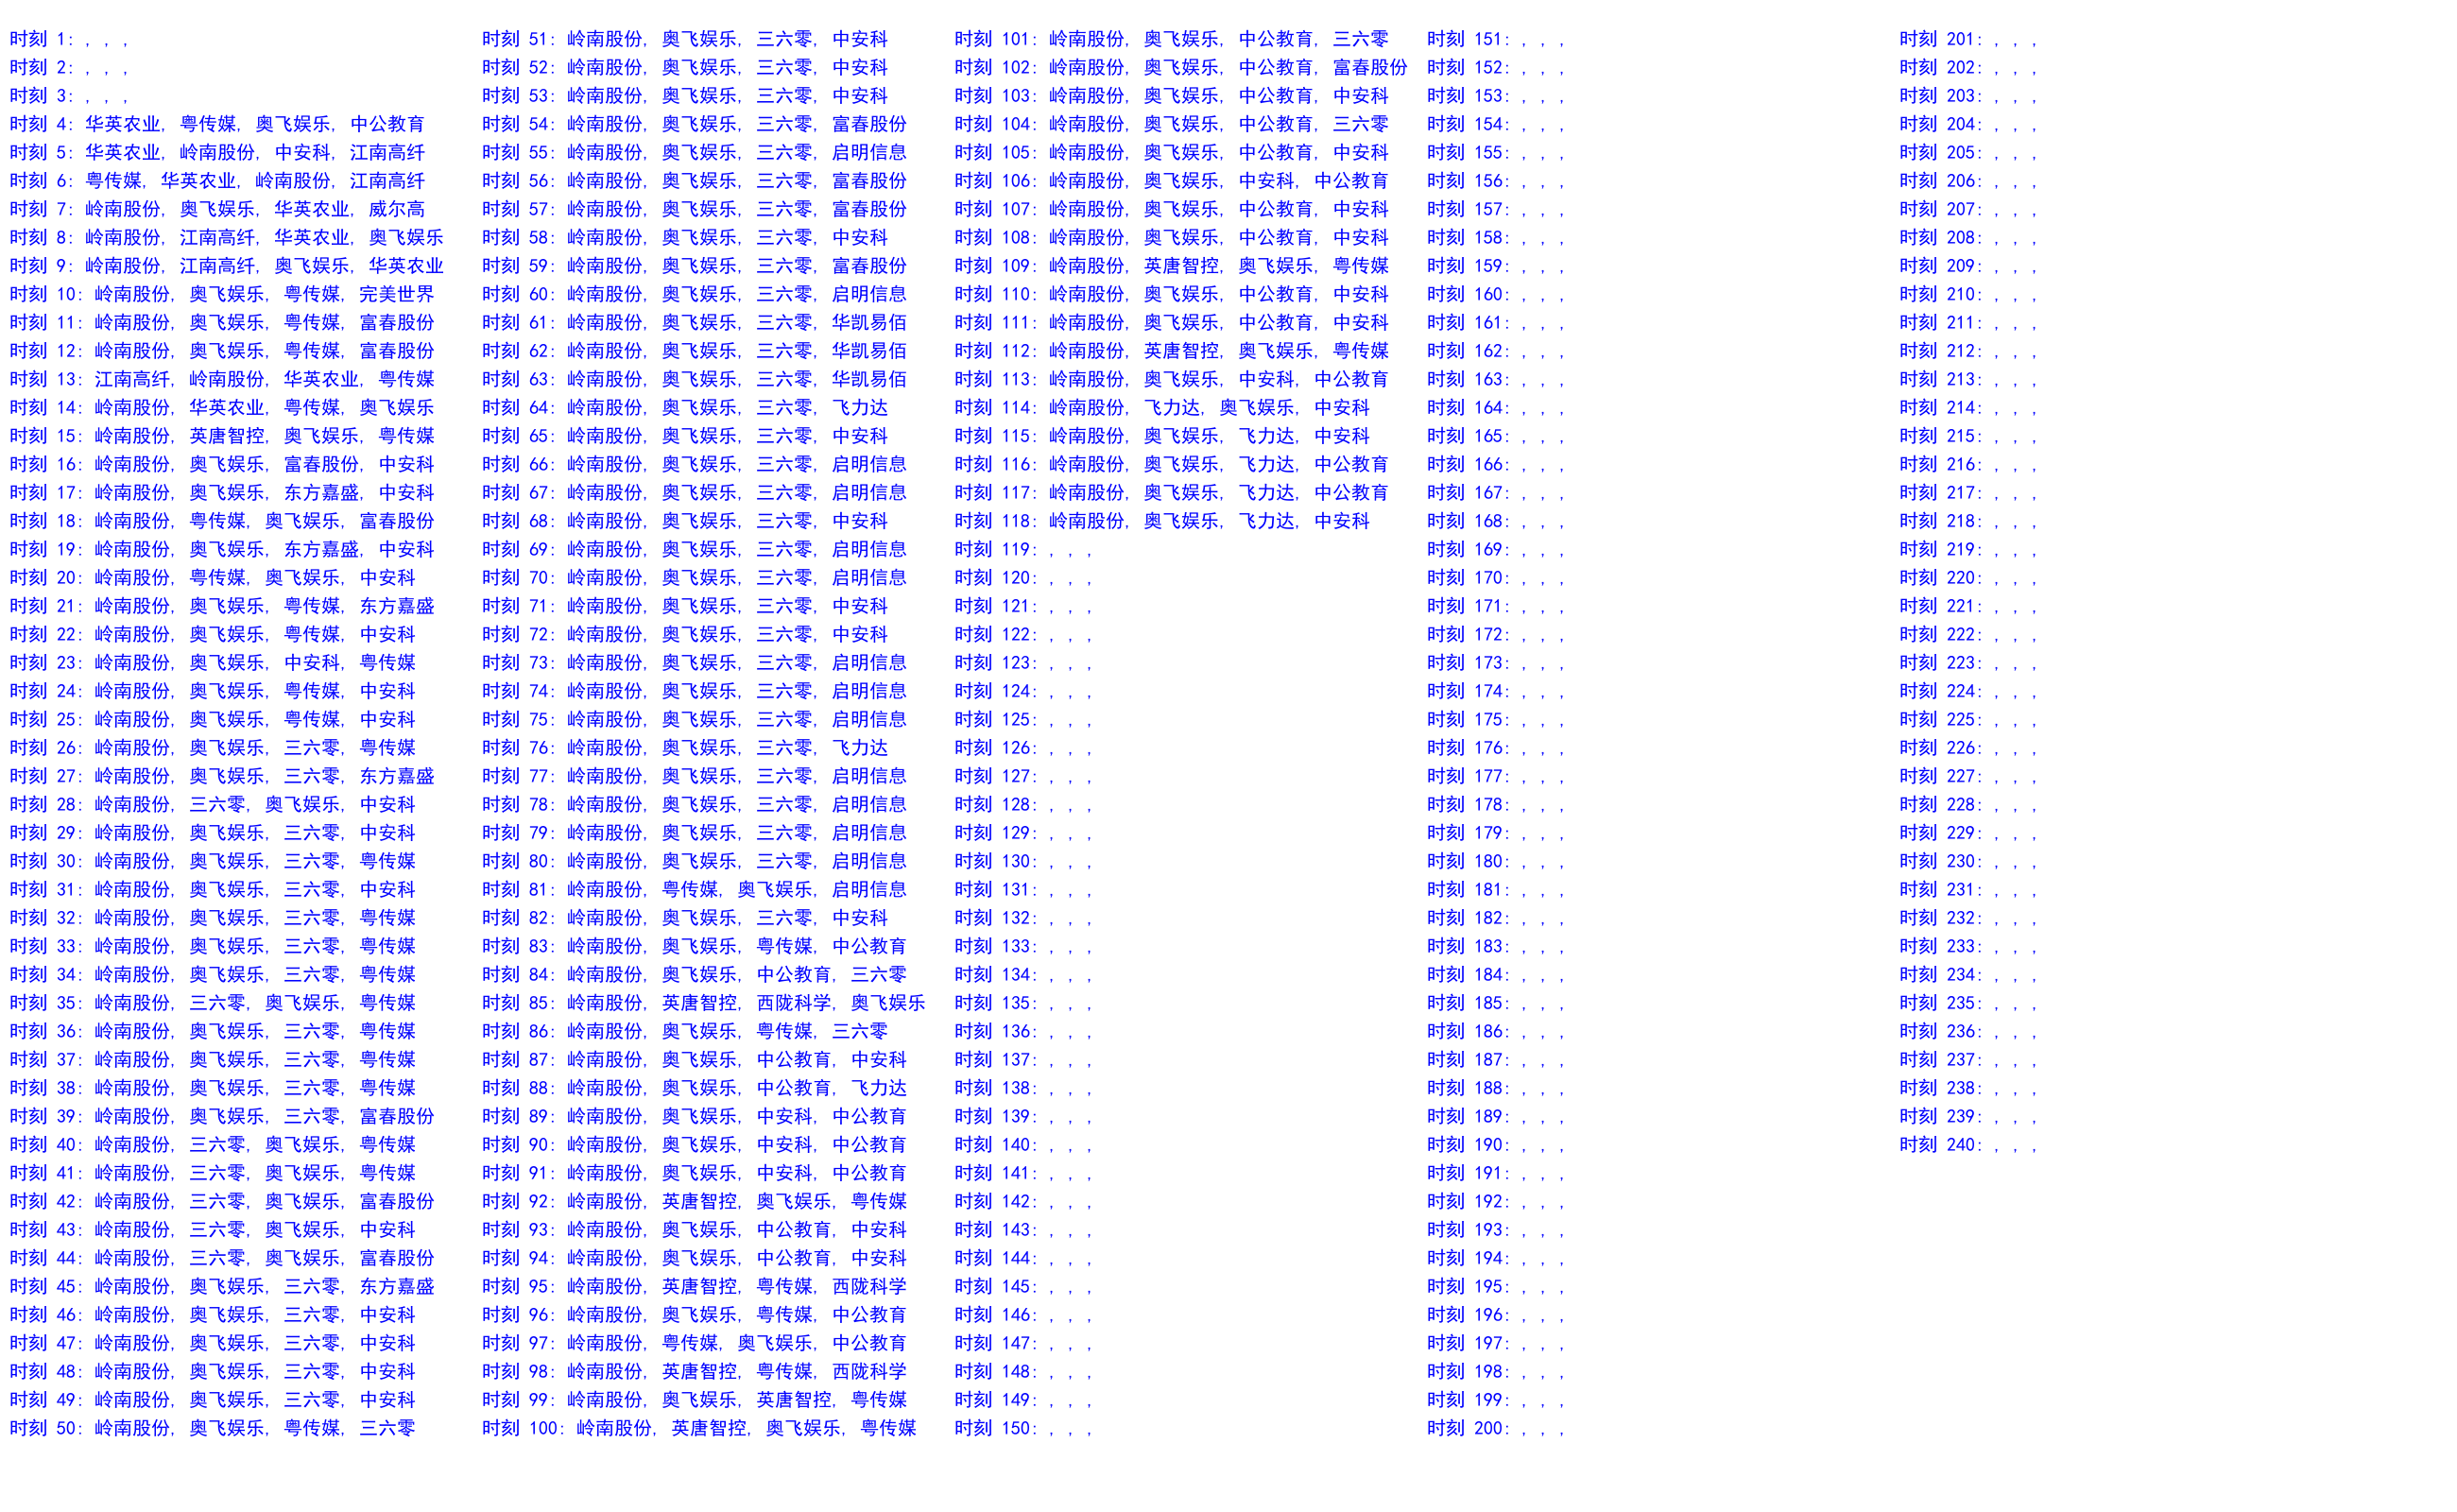 时刻 1: , , ,
时刻 2: , , ,
时刻 3: , , ,
时刻 4: 华英农业, 粤传媒, 奥飞娱乐, 中公教育
时刻 5: 华英农业, 岭南股份, 中安科, 江南高纤
时刻 6: 粤传媒, 华英农业, 岭南股份, 江南高纤
时刻 7: 岭南股份, 奥飞娱乐, 华英农业, 威尔高
时刻 8: 岭南股份, 江南高纤, 华英农业, 奥飞娱乐
时刻 9: 岭南股份, 江南高纤, 奥飞娱乐, 华英农业
时刻 10: 岭南股份, 奥飞娱乐, 粤传媒, 完美世界
时刻 11: 岭南股份, 奥飞娱乐, 粤传媒, 富春股份
时刻 12: 岭南股份, 奥飞娱乐, 粤传媒, 富春股份
时刻 13: 江南高纤, 岭南股份, 华英农业, 粤传媒
时刻 14: 岭南股份, 华英农业, 粤传媒, 奥飞娱乐
时刻 15: 岭南股份, 英唐智控, 奥飞娱乐, 粤传媒
时刻 16: 岭南股份, 奥飞娱乐, 富春股份, 中安科
时刻 17: 岭南股份, 奥飞娱乐, 东方嘉盛, 中安科
时刻 18: 岭南股份, 粤传媒, 奥飞娱乐, 富春股份
时刻 19: 岭南股份, 奥飞娱乐, 东方嘉盛, 中安科
时刻 20: 岭南股份, 粤传媒, 奥飞娱乐, 中安科
时刻 21: 岭南股份, 奥飞娱乐, 粤传媒, 东方嘉盛
时刻 22: 岭南股份, 奥飞娱乐, 粤传媒, 中安科
时刻 23: 岭南股份, 奥飞娱乐, 中安科, 粤传媒
时刻 24: 岭南股份, 奥飞娱乐, 粤传媒, 中安科
时刻 25: 岭南股份, 奥飞娱乐, 粤传媒, 中安科
时刻 26: 岭南股份, 奥飞娱乐, 三六零, 粤传媒
时刻 27: 岭南股份, 奥飞娱乐, 三六零, 东方嘉盛
时刻 28: 岭南股份, 三六零, 奥飞娱乐, 中安科
时刻 29: 岭南股份, 奥飞娱乐, 三六零, 中安科
时刻 30: 岭南股份, 奥飞娱乐, 三六零, 粤传媒
时刻 31: 岭南股份, 奥飞娱乐, 三六零, 中安科
时刻 32: 岭南股份, 奥飞娱乐, 三六零, 粤传媒
时刻 33: 岭南股份, 奥飞娱乐, 三六零, 粤传媒
时刻 34: 岭南股份, 奥飞娱乐, 三六零, 粤传媒
时刻 35: 岭南股份, 三六零, 奥飞娱乐, 粤传媒
时刻 36: 岭南股份, 奥飞娱乐, 三六零, 粤传媒
时刻 37: 岭南股份, 奥飞娱乐, 三六零, 粤传媒
时刻 38: 岭南股份, 奥飞娱乐, 三六零, 粤传媒
时刻 39: 岭南股份, 奥飞娱乐, 三六零, 富春股份
时刻 40: 岭南股份, 三六零, 奥飞娱乐, 粤传媒
时刻 41: 岭南股份, 三六零, 奥飞娱乐, 粤传媒
时刻 42: 岭南股份, 三六零, 奥飞娱乐, 富春股份
时刻 43: 岭南股份, 三六零, 奥飞娱乐, 中安科
时刻 44: 岭南股份, 三六零, 奥飞娱乐, 富春股份
时刻 45: 岭南股份, 奥飞娱乐, 三六零, 东方嘉盛
时刻 46: 岭南股份, 奥飞娱乐, 三六零, 中安科
时刻 47: 岭南股份, 奥飞娱乐, 三六零, 中安科
时刻 48: 岭南股份, 奥飞娱乐, 三六零, 中安科
时刻 49: 岭南股份, 奥飞娱乐, 三六零, 中安科
时刻 50: 岭南股份, 奥飞娱乐, 粤传媒, 三六零
时刻 51: 岭南股份, 奥飞娱乐, 三六零, 中安科
时刻 52: 岭南股份, 奥飞娱乐, 三六零, 中安科
时刻 53: 岭南股份, 奥飞娱乐, 三六零, 中安科
时刻 54: 岭南股份, 奥飞娱乐, 三六零, 富春股份
时刻 55: 岭南股份, 奥飞娱乐, 三六零, 启明信息
时刻 56: 岭南股份, 奥飞娱乐, 三六零, 富春股份
时刻 57: 岭南股份, 奥飞娱乐, 三六零, 富春股份
时刻 58: 岭南股份, 奥飞娱乐, 三六零, 中安科
时刻 59: 岭南股份, 奥飞娱乐, 三六零, 富春股份
时刻 60: 岭南股份, 奥飞娱乐, 三六零, 启明信息
时刻 61: 岭南股份, 奥飞娱乐, 三六零, 华凯易佰
时刻 62: 岭南股份, 奥飞娱乐, 三六零, 华凯易佰
时刻 63: 岭南股份, 奥飞娱乐, 三六零, 华凯易佰
时刻 64: 岭南股份, 奥飞娱乐, 三六零, 飞力达
时刻 65: 岭南股份, 奥飞娱乐, 三六零, 中安科
时刻 66: 岭南股份, 奥飞娱乐, 三六零, 启明信息
时刻 67: 岭南股份, 奥飞娱乐, 三六零, 启明信息
时刻 68: 岭南股份, 奥飞娱乐, 三六零, 中安科
时刻 69: 岭南股份, 奥飞娱乐, 三六零, 启明信息
时刻 70: 岭南股份, 奥飞娱乐, 三六零, 启明信息
时刻 71: 岭南股份, 奥飞娱乐, 三六零, 中安科
时刻 72: 岭南股份, 奥飞娱乐, 三六零, 中安科
时刻 73: 岭南股份, 奥飞娱乐, 三六零, 启明信息
时刻 74: 岭南股份, 奥飞娱乐, 三六零, 启明信息
时刻 75: 岭南股份, 奥飞娱乐, 三六零, 启明信息
时刻 76: 岭南股份, 奥飞娱乐, 三六零, 飞力达
时刻 77: 岭南股份, 奥飞娱乐, 三六零, 启明信息
时刻 78: 岭南股份, 奥飞娱乐, 三六零, 启明信息
时刻 79: 岭南股份, 奥飞娱乐, 三六零, 启明信息
时刻 80: 岭南股份, 奥飞娱乐, 三六零, 启明信息
时刻 81: 岭南股份, 粤传媒, 奥飞娱乐, 启明信息
时刻 82: 岭南股份, 奥飞娱乐, 三六零, 中安科
时刻 83: 岭南股份, 奥飞娱乐, 粤传媒, 中公教育
时刻 84: 岭南股份, 奥飞娱乐, 中公教育, 三六零
时刻 85: 岭南股份, 英唐智控, 西陇科学, 奥飞娱乐
时刻 86: 岭南股份, 奥飞娱乐, 粤传媒, 三六零
时刻 87: 岭南股份, 奥飞娱乐, 中公教育, 中安科
时刻 88: 岭南股份, 奥飞娱乐, 中公教育, 飞力达
时刻 89: 岭南股份, 奥飞娱乐, 中安科, 中公教育
时刻 90: 岭南股份, 奥飞娱乐, 中安科, 中公教育
时刻 91: 岭南股份, 奥飞娱乐, 中安科, 中公教育
时刻 92: 岭南股份, 英唐智控, 奥飞娱乐, 粤传媒
时刻 93: 岭南股份, 奥飞娱乐, 中公教育, 中安科
时刻 94: 岭南股份, 奥飞娱乐, 中公教育, 中安科
时刻 95: 岭南股份, 英唐智控, 粤传媒, 西陇科学
时刻 96: 岭南股份, 奥飞娱乐, 粤传媒, 中公教育
时刻 97: 岭南股份, 粤传媒, 奥飞娱乐, 中公教育
时刻 98: 岭南股份, 英唐智控, 粤传媒, 西陇科学
时刻 99: 岭南股份, 奥飞娱乐, 英唐智控, 粤传媒
时刻 100: 岭南股份, 英唐智控, 奥飞娱乐, 粤传媒
时刻 101: 岭南股份, 奥飞娱乐, 中公教育, 三六零
时刻 102: 岭南股份, 奥飞娱乐, 中公教育, 富春股份
时刻 103: 岭南股份, 奥飞娱乐, 中公教育, 中安科
时刻 104: 岭南股份, 奥飞娱乐, 中公教育, 三六零
时刻 105: 岭南股份, 奥飞娱乐, 中公教育, 中安科
时刻 106: 岭南股份, 奥飞娱乐, 中安科, 中公教育
时刻 107: 岭南股份, 奥飞娱乐, 中公教育, 中安科
时刻 108: 岭南股份, 奥飞娱乐, 中公教育, 中安科
时刻 109: 岭南股份, 英唐智控, 奥飞娱乐, 粤传媒
时刻 110: 岭南股份, 奥飞娱乐, 中公教育, 中安科
时刻 111: 岭南股份, 奥飞娱乐, 中公教育, 中安科
时刻 112: 岭南股份, 英唐智控, 奥飞娱乐, 粤传媒
时刻 113: 岭南股份, 奥飞娱乐, 中安科, 中公教育
时刻 114: 岭南股份, 飞力达, 奥飞娱乐, 中安科
时刻 115: 岭南股份, 奥飞娱乐, 飞力达, 中安科
时刻 116: 岭南股份, 奥飞娱乐, 飞力达, 中公教育
时刻 117: 岭南股份, 奥飞娱乐, 飞力达, 中公教育
时刻 118: 岭南股份, 奥飞娱乐, 飞力达, 中安科
时刻 119: , , ,
时刻 120: , , ,
时刻 121: , , ,
时刻 122: , , ,
时刻 123: , , ,
时刻 124: , , ,
时刻 125: , , ,
时刻 126: , , ,
时刻 127: , , ,
时刻 128: , , ,
时刻 129: , , ,
时刻 130: , , ,
时刻 131: , , ,
时刻 132: , , ,
时刻 133: , , ,
时刻 134: , , ,
时刻 135: , , ,
时刻 136: , , ,
时刻 137: , , ,
时刻 138: , , ,
时刻 139: , , ,
时刻 140: , , ,
时刻 141: , , ,
时刻 142: , , ,
时刻 143: , , ,
时刻 144: , , ,
时刻 145: , , ,
时刻 146: , , ,
时刻 147: , , ,
时刻 148: , , ,
时刻 149: , , ,
时刻 150: , , ,
时刻 151: , , ,
时刻 152: , , ,
时刻 153: , , ,
时刻 154: , , ,
时刻 155: , , ,
时刻 156: , , ,
时刻 157: , , ,
时刻 158: , , ,
时刻 159: , , ,
时刻 160: , , ,
时刻 161: , , ,
时刻 162: , , ,
时刻 163: , , ,
时刻 164: , , ,
时刻 165: , , ,
时刻 166: , , ,
时刻 167: , , ,
时刻 168: , , ,
时刻 169: , , ,
时刻 170: , , ,
时刻 171: , , ,
时刻 172: , , ,
时刻 173: , , ,
时刻 174: , , ,
时刻 175: , , ,
时刻 176: , , ,
时刻 177: , , ,
时刻 178: , , ,
时刻 179: , , ,
时刻 180: , , ,
时刻 181: , , ,
时刻 182: , , ,
时刻 183: , , ,
时刻 184: , , ,
时刻 185: , , ,
时刻 186: , , ,
时刻 187: , , ,
时刻 188: , , ,
时刻 189: , , ,
时刻 190: , , ,
时刻 191: , , ,
时刻 192: , , ,
时刻 193: , , ,
时刻 194: , , ,
时刻 195: , , ,
时刻 196: , , ,
时刻 197: , , ,
时刻 198: , , ,
时刻 199: , , ,
时刻 200: , , ,
时刻 201: , , ,
时刻 202: , , ,
时刻 203: , , ,
时刻 204: , , ,
时刻 205: , , ,
时刻 206: , , ,
时刻 207: , , ,
时刻 208: , , ,
时刻 209: , , ,
时刻 210: , , ,
时刻 211: , , ,
时刻 212: , , ,
时刻 213: , , ,
时刻 214: , , ,
时刻 215: , , ,
时刻 216: , , ,
时刻 217: , , ,
时刻 218: , , ,
时刻 219: , , ,
时刻 220: , , ,
时刻 221: , , ,
时刻 222: , , ,
时刻 223: , , ,
时刻 224: , , ,
时刻 225: , , ,
时刻 226: , , ,
时刻 227: , , ,
时刻 228: , , ,
时刻 229: , , ,
时刻 230: , , ,
时刻 231: , , ,
时刻 232: , , ,
时刻 233: , , ,
时刻 234: , , ,
时刻 235: , , ,
时刻 236: , , ,
时刻 237: , , ,
时刻 238: , , ,
时刻 239: , , ,
时刻 240: , , ,